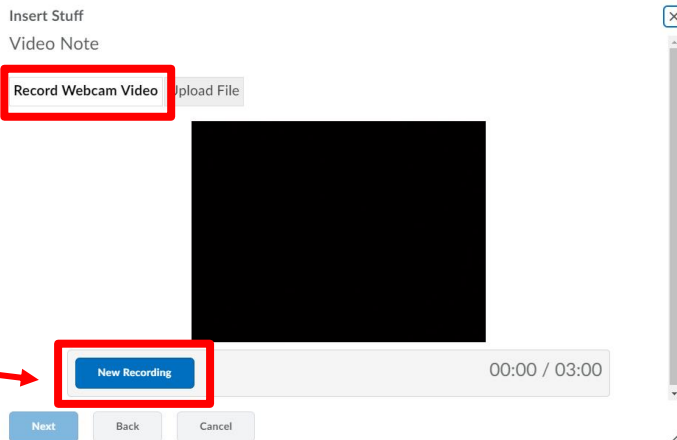 Insert Stuff
Video Note
Record Webcam Video Upload File
New Recording 00:00 / 03:00
Next Back Cancel